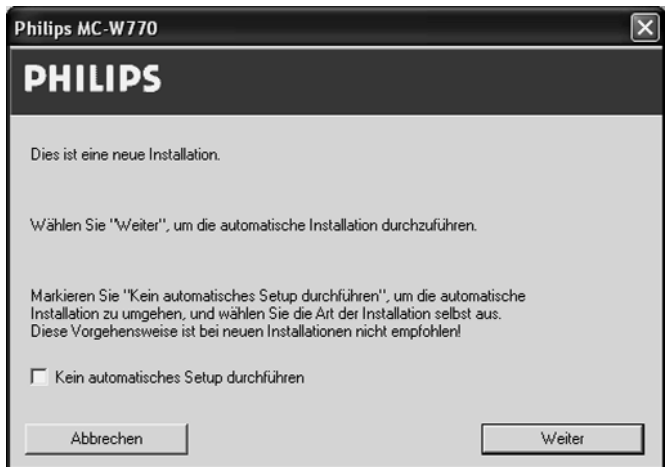 Philips MC-W770
PHILIPS
Dies ist eine neue Installation.
Wählen Sie "Weiter", um die automatische Installation durchzuführen.
Markieren Sie "Kein automatisches Setup durchführen", um die automatische
Installation zu umgehen, und wählen Sie die Art der Installation selbst aus.
Diese Vorgehensweise ist bei neuen Installationen nicht empfohlen!
Kein automatisches Setup durchführen
Abbrechen
Weiter